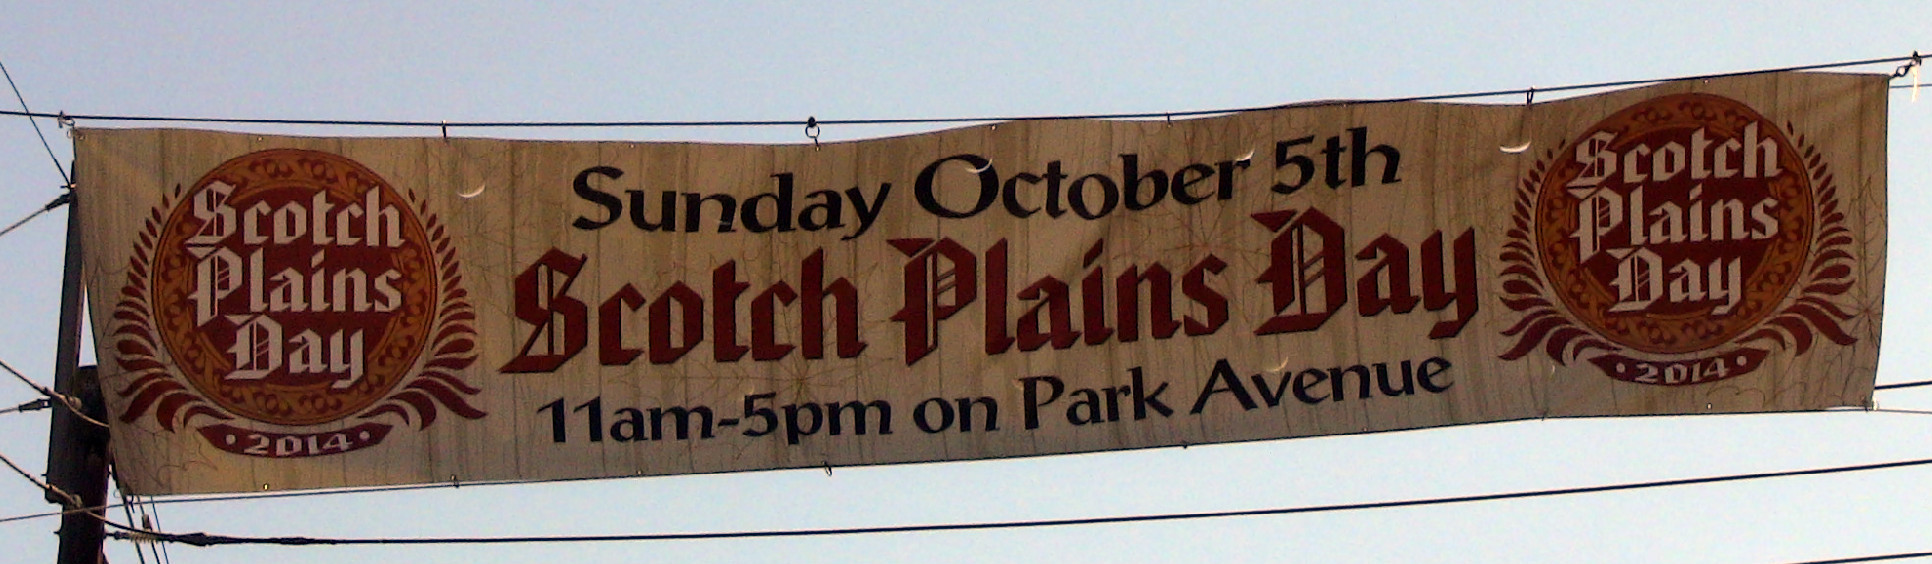 Scotch
Plains
Day
2014
Sunday October 5th
Scotch Plains Day
11am-5pm on Park Avenue
Scotch
Plains
Day
2014